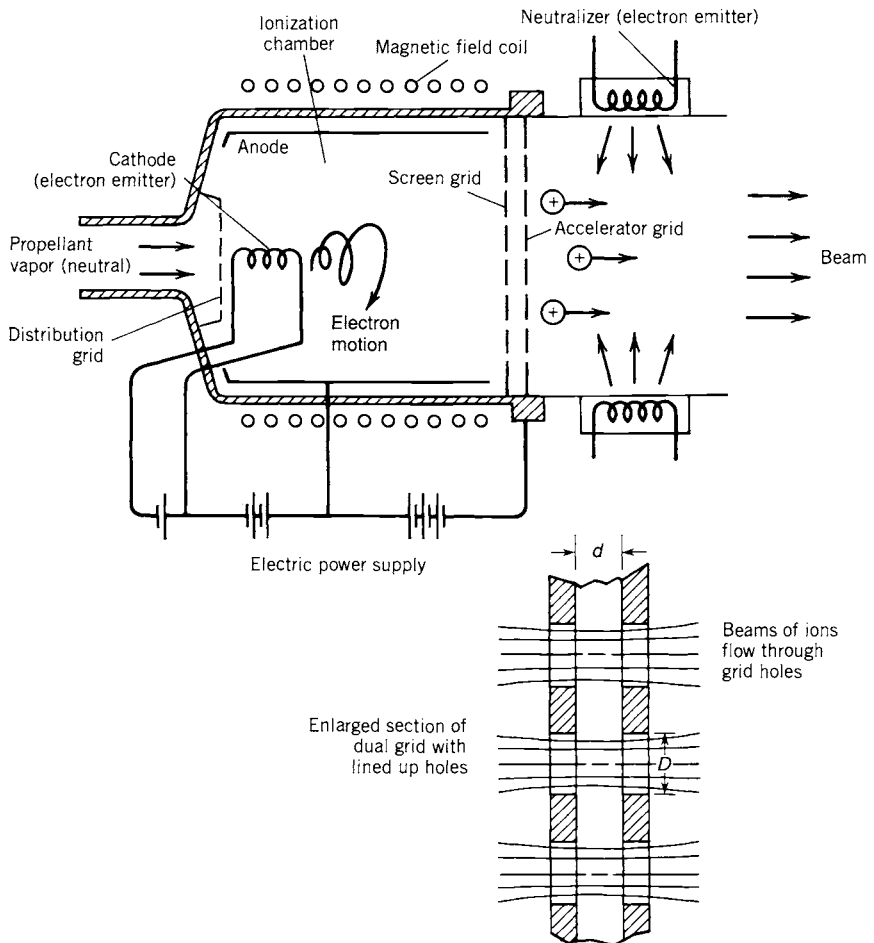 Neutralizer (electron emitter)
Ionization
chamber
Magnetic field coil
Anode
Cathode
(electron emitter)
Screen grid
+
Accelerator grid
Propellant
vapor (neutral)
+
Beam
Electron
motion
+
Distribution
grid
Electric power supply
d
Beams of ions
flow through
grid holes
Enlarged section of
dual grid with
lined up holes
D